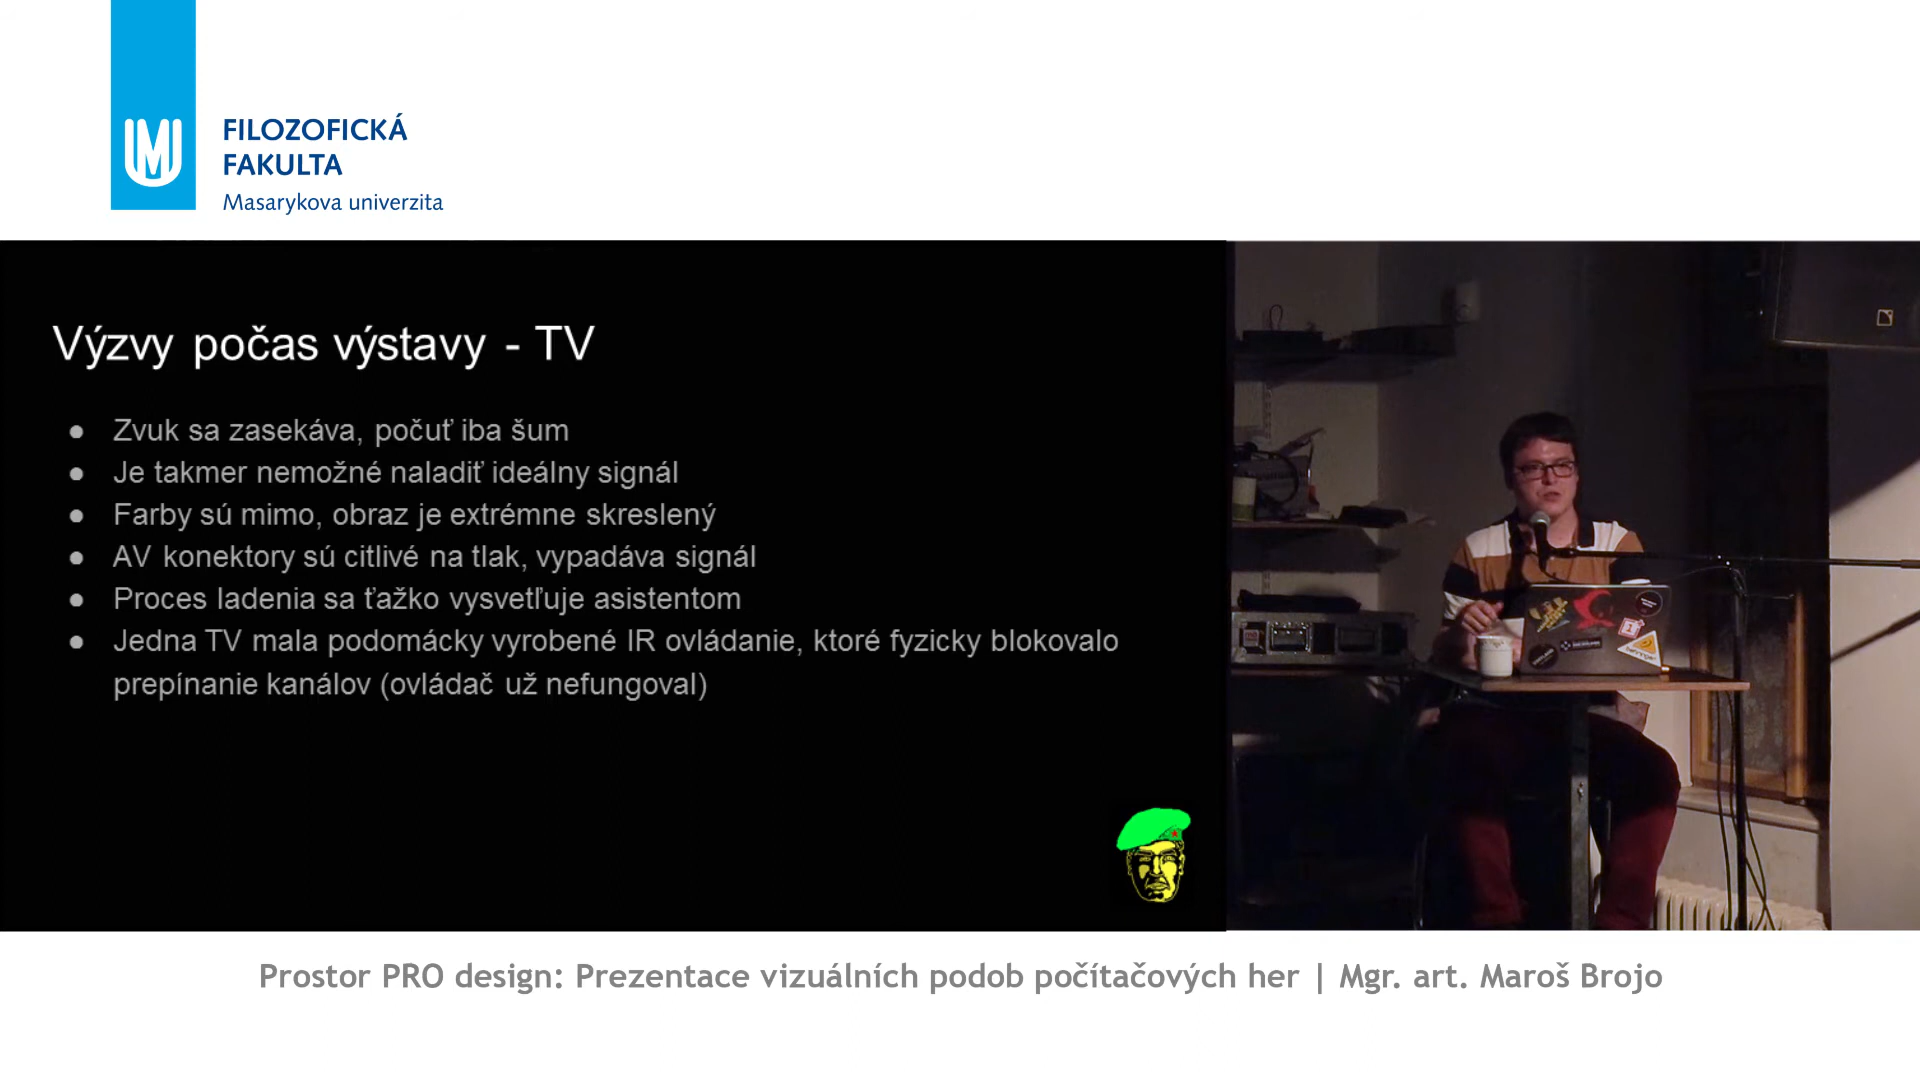 FILOZOFICKÁ
FAKULTA
Masarykova univerzita
Výzvy počas výstavy - TV
● Zvuk sa zasekáva, počuť iba šum
● Je takmer nemožné naladiť ideálny signál
● Farby sú mimo, obraz je extrémne skreslený
● AV konektory sú citlivé na tlak, vypadáva signál
● Proces ladenia sa ťažko vysvetľuje asistentom
● Jedna TV mala podomácky vyrobené IR ovládanie, ktoré fyzicky blokovalo
prepínanie kanálov (ovládač už nefungoval)
Prostor PRO design: Prezentace vizuálních podob počítačových her | Mgr. art. Maroš Brojo